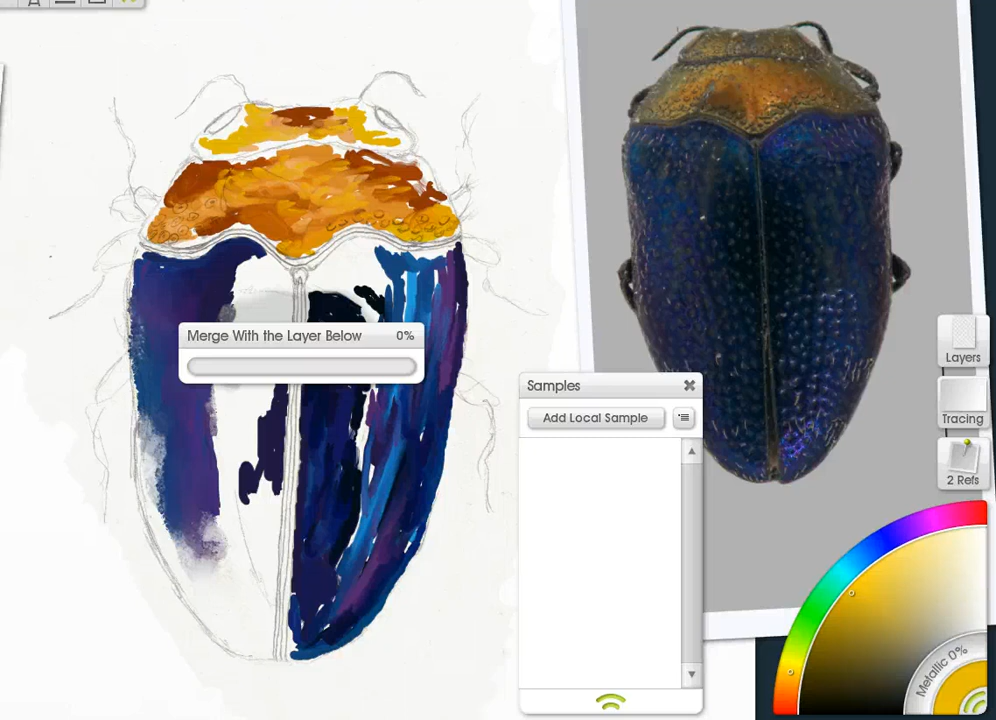 Merge With the Layer Below 0%
Samples
Add Local Sample
Layers
Tracing
2 Refs
Metallic 0%